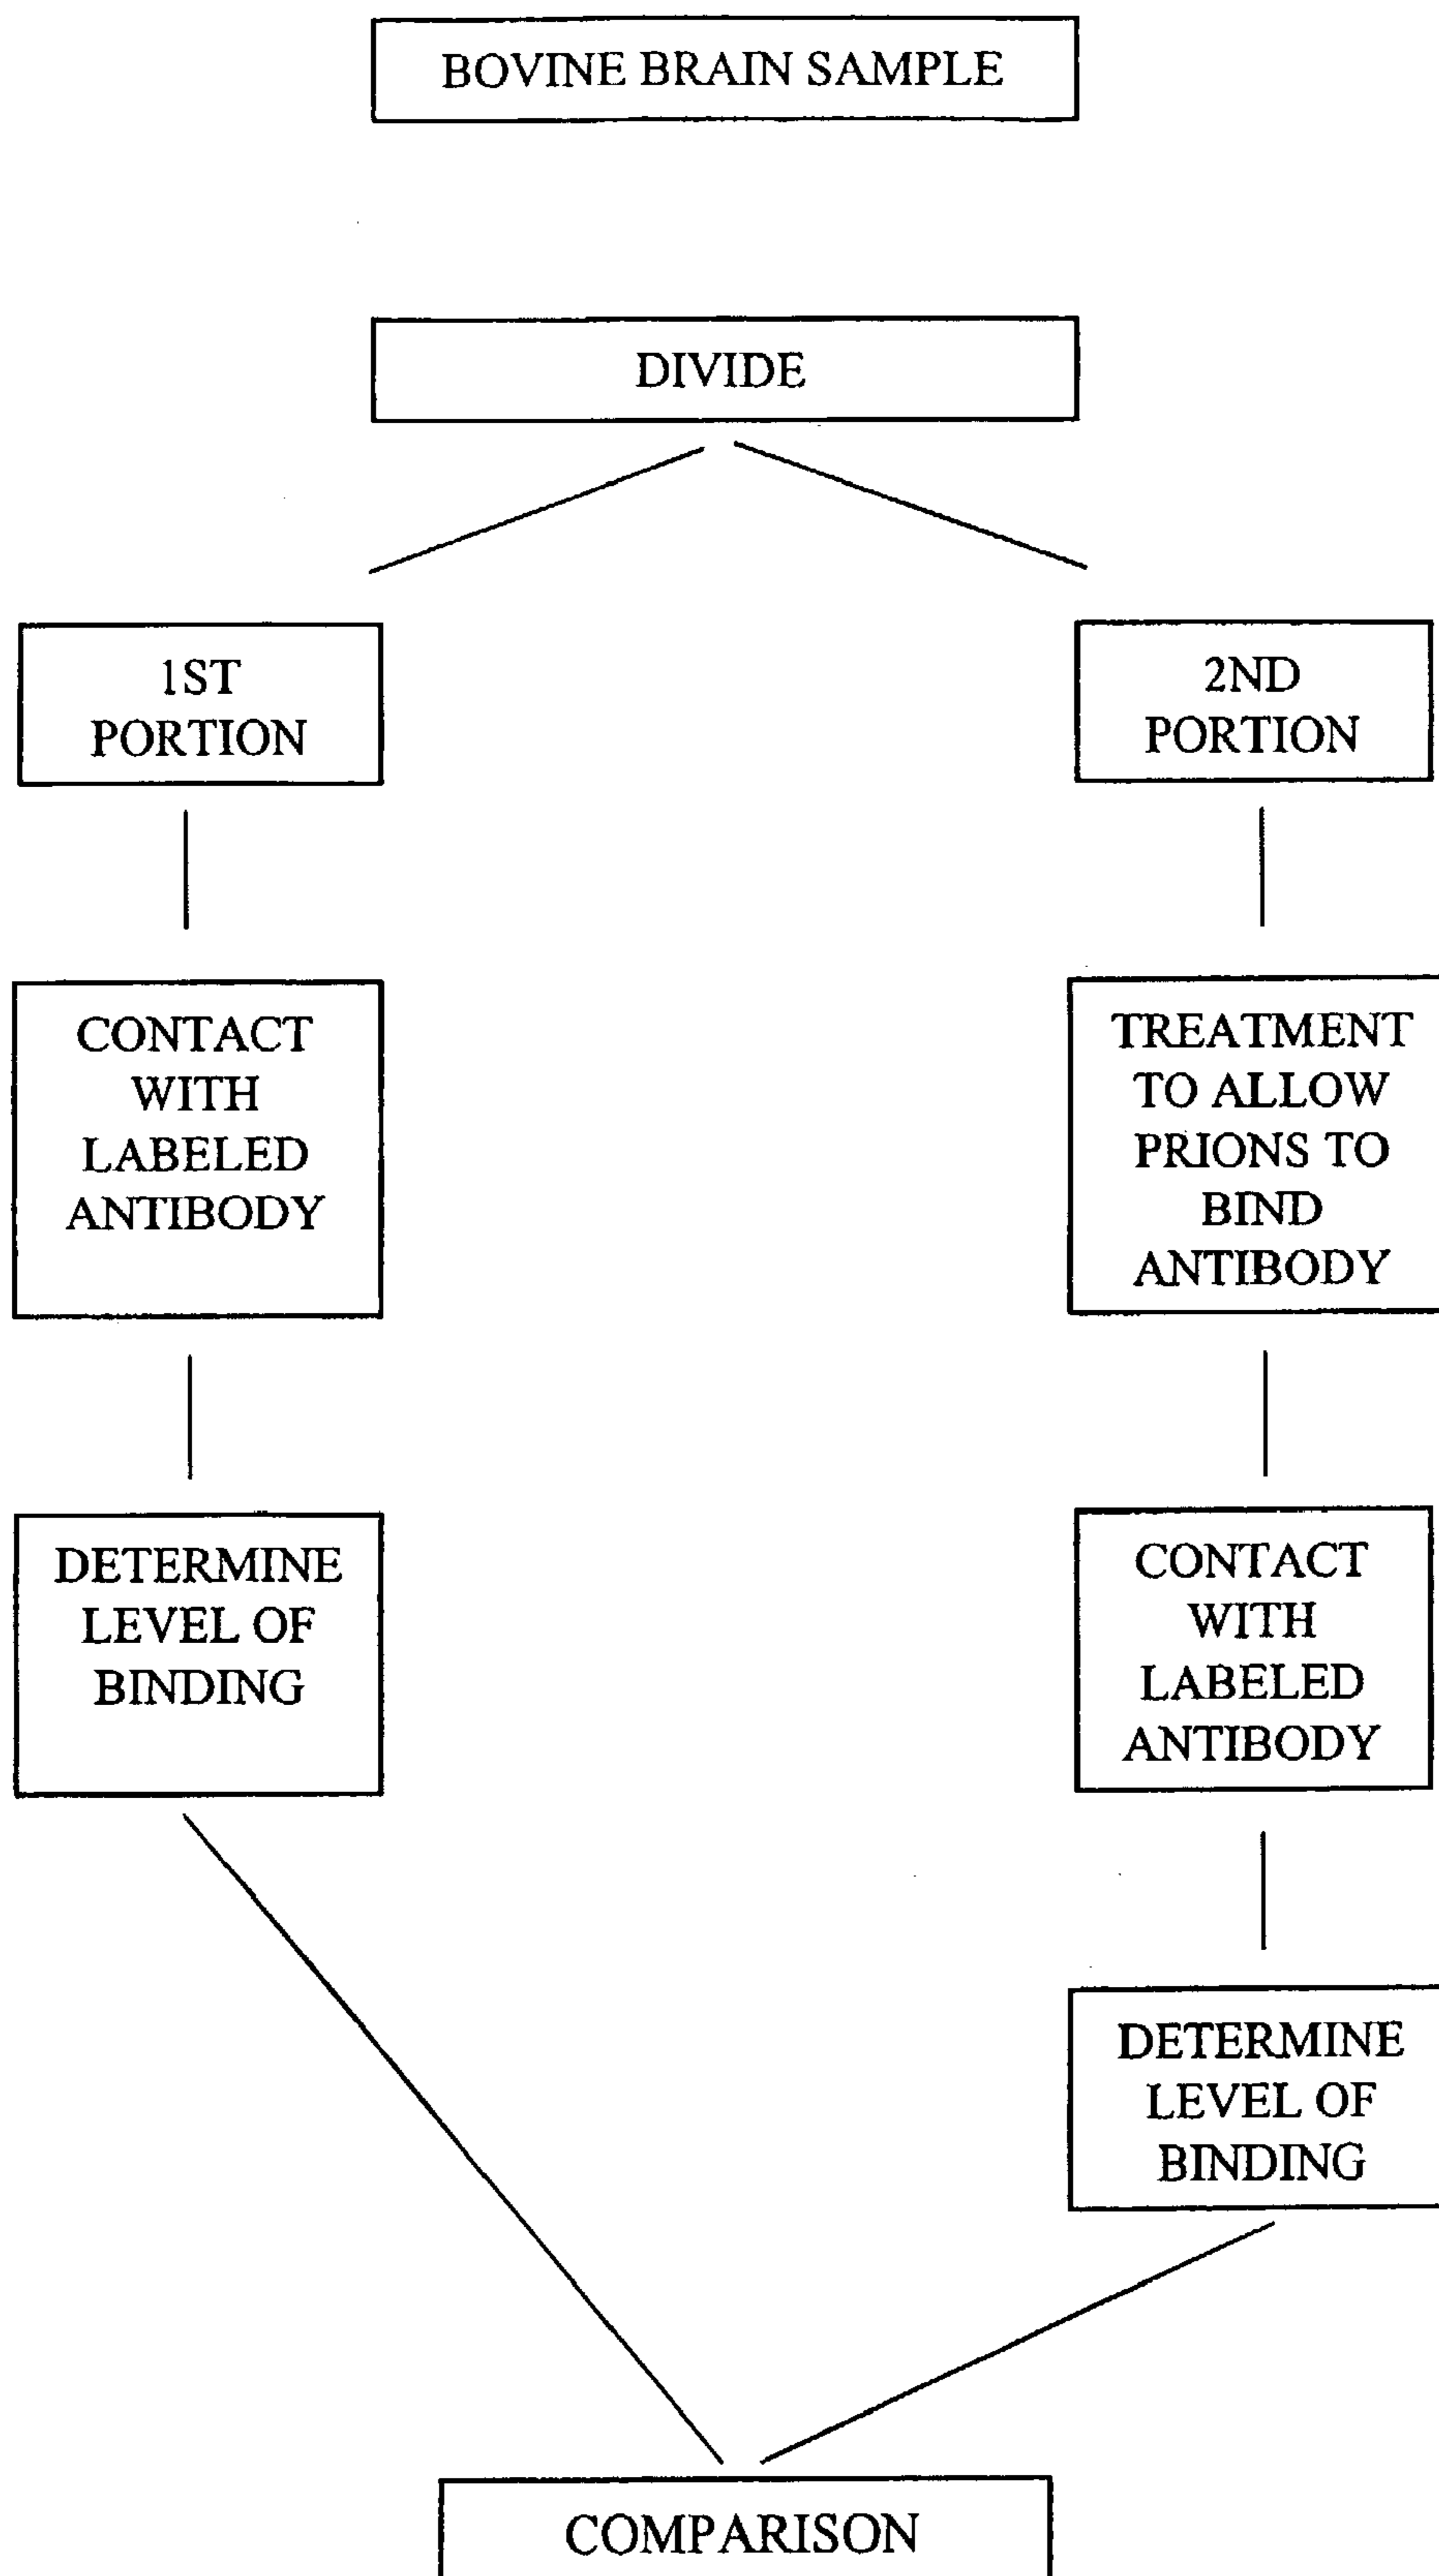 BOVINE BRAIN SAMPLE
DIVIDE
1ST
PORTION
2ND
PORTION
CONTACT
WITH
LABELED
ANTIBODY
TREATMENT
TO ALLOW
PRIONS TO
BIND
ANTIBODY
DETERMINE
LEVEL OF
BINDING
CONTACT
WITH
LABELED
ANTIBODY
DETERMINE
LEVEL OF
BINDING
COMPARISON